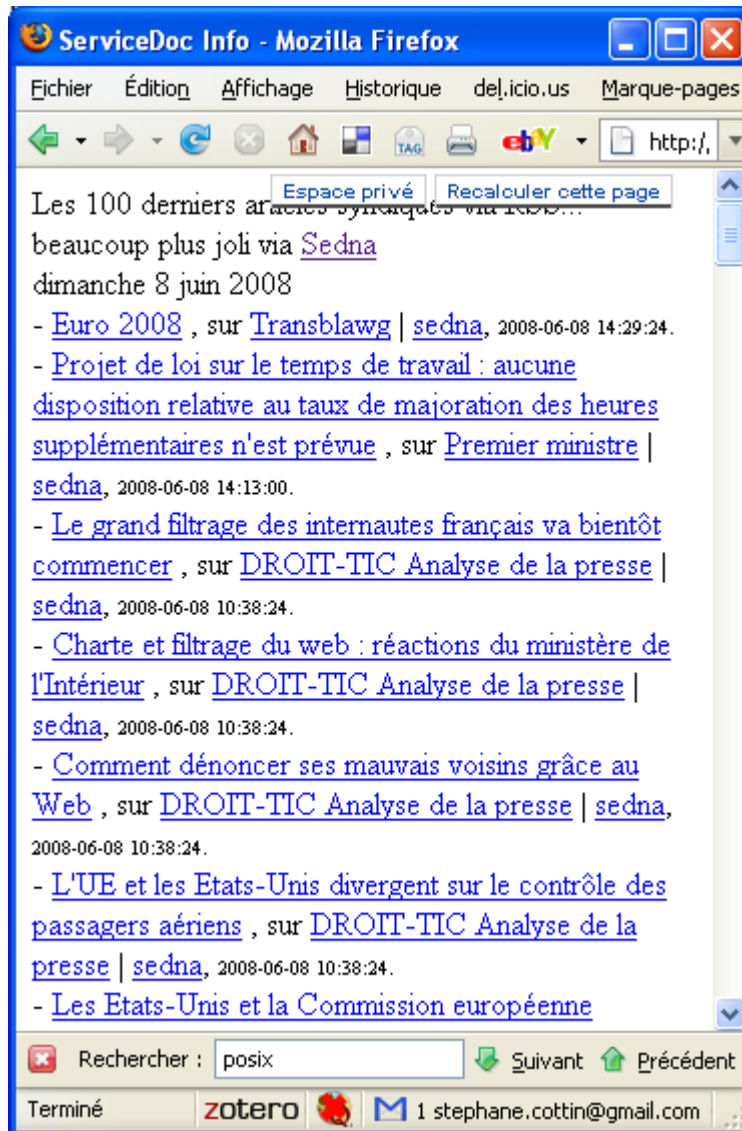 ServiceDoc Info - Mozilla Firefox
Fichier Édition Affichage Historique del.icio.us Marque-pages
TAG ebY http:/,
Espace privé Recalculer cette page
Les 100 derniers articles syndiqués via RSS...
beaucoup plus joli via Sedna
dimanche 8 juin 2008
- Euro 2008 , sur Transblawg | sedna, 2008-06-08 14:29:24.
- Projet de loi sur le temps de travail : aucune
disposition relative au taux de majoration des heures
supplémentaires n'est prévue , sur Premier ministre |
sedna, 2008-06-08 14:13:00.
- Le grand filtrage des internautes français va bientôt
commencer , sur DROIT-TIC Analyse de la presse |
sedna, 2008-06-08 10:38:24.
- Charte et filtrage du web : réactions du ministère de
l'Intérieur , sur DROIT-TIC Analyse de la presse |
sedna, 2008-06-08 10:38:24.
- Comment dénoncer ses mauvais voisins grâce au
Web , sur DROIT-TIC Analyse de la presse | sedna,
2008-06-08 10:38:24.
- L'UE et les Etats-Unis divergent sur le contrôle des
passagers aériens , sur DROIT-TIC Analyse de la
presse | sedna, 2008-06-08 10:38:24.
- Les Etats-Unis et la Commission européenne
Rechercher : posix Suivant Précédent
Terminé zotero 1 stephane.cottin@gmail.com